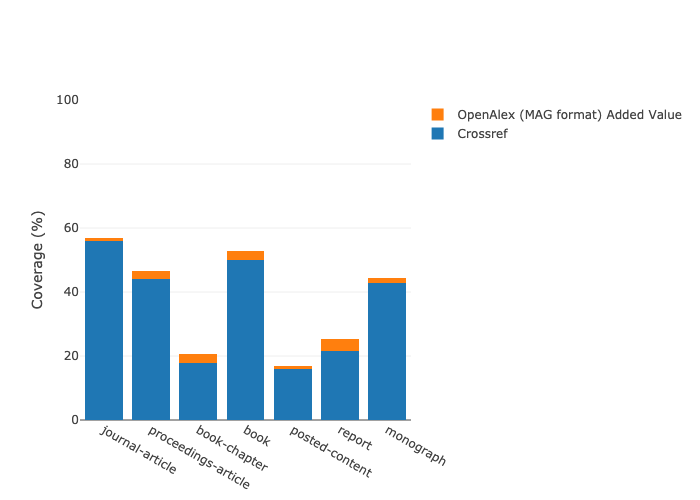 100
80
60
40
20
0
Coverage (%)
journal-article
proceedings-article
book-chapter
book
posted-content
report
monograph
OpenAlex (MAG format) Added Value
Crossref